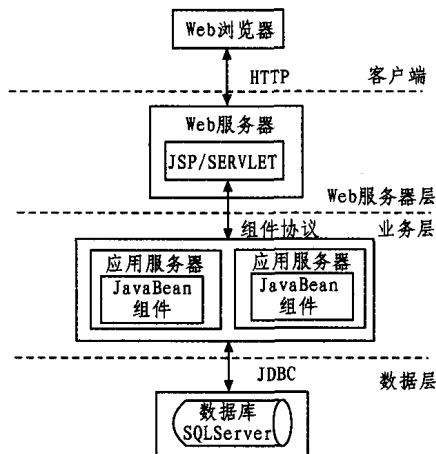 Web浏览器
HTTP
客户端
Web服务器
JSP/SERVLET
Web服务器层
组件协议
业务层
应用服务器
JavaBean
组件
应用服务器
JavaBean
组件
JDBC
数据层
数据库
SQLServer